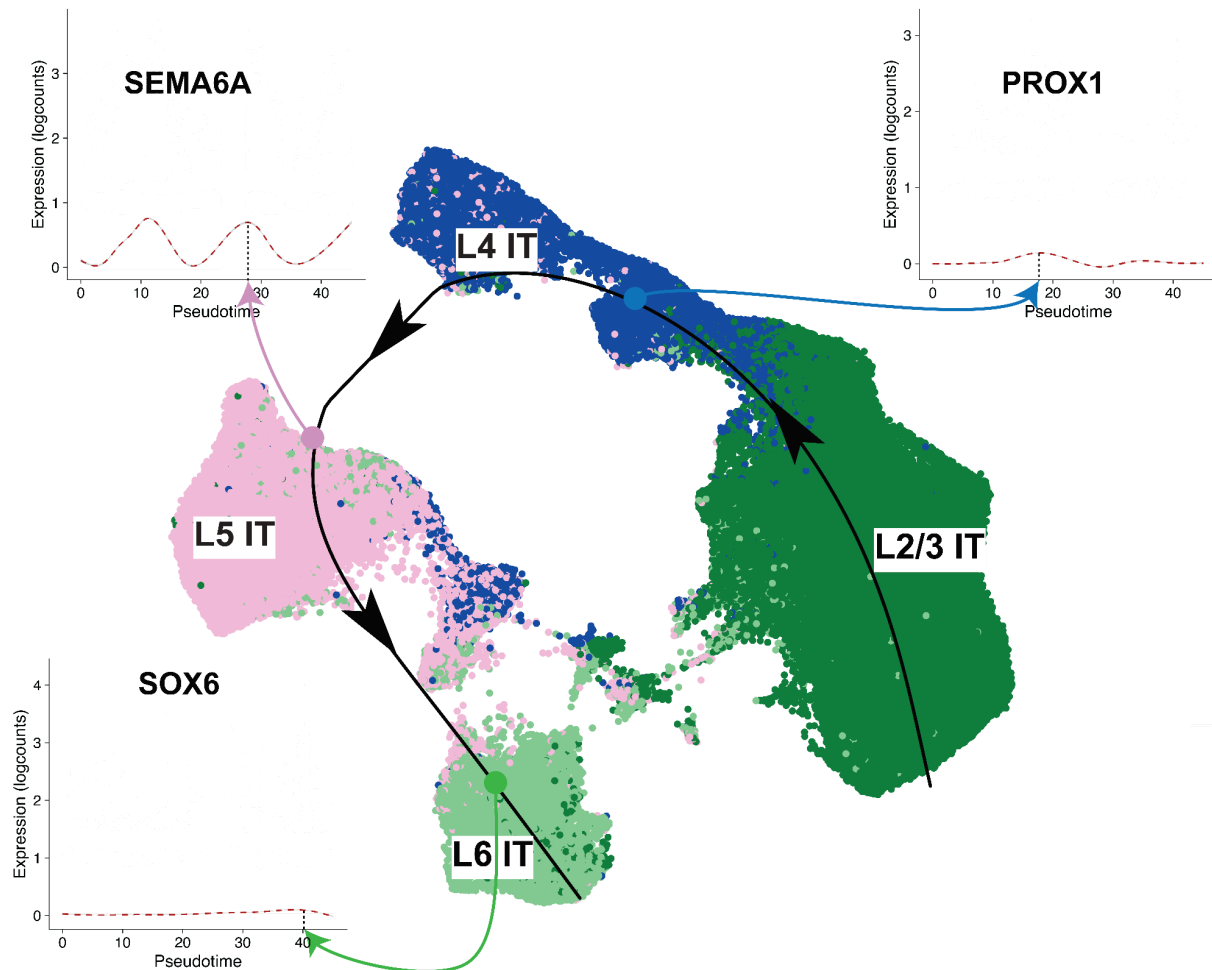 SEMA6A
Expression (logcounts)
3
2
1
0
0 10 20 30 40
Pseudotime
PROX1
Expression (logcounts)
3
2
1
0
0 10 20 30 40
Pseudotime
L4 IT
L5 IT
L2/3 IT
L6 IT
SOX6
Expression (logcounts)
4
3
2
1
0
0 10 20 30 40
Pseudotime